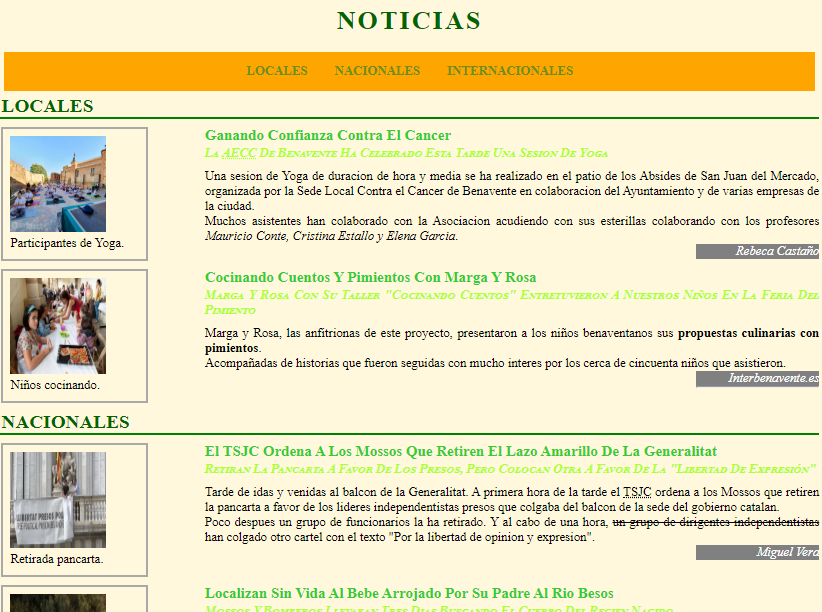 NOTICIAS
LOCALES NACIONALES INTERNACIONALES
LOCALES
Participantes de Yoga.
Ganando Confianza Contra El Cancer
La AECC De Benavente Ha Celebrado Esta Tarde Una Sesion De Yoga
Una sesion de Yoga de duracion de hora y media se ha realizado en el patio de los Absides de San Juan del Mercado,
organizada por la Sede Local Contra el Cancer de Benavente en colaboracion del Ayuntamiento y de varias empresas de
la ciudad.
Muchos asistentes han colaborado con la Asociacion acudiendo con sus esterillas colaborando con los profesores
Mauricio Conte, Cristina Estallo y Elena Garcia.
Rebeca Castaño
Niños cocinando.
Cocinando Cuentos Y Pimientos Con Marga Y Rosa
Marga Y Rosa Con Su Taller "Cocinando Cuentos" Entretuvieron A Nuestros Niños En La Feria Del
Pimiento
Marga y Rosa, las anfitrionas de este proyecto, presentaron a los niños benaventanos sus propuestas culinarias con
pimientos.
Acompañadas de historias que fueron seguidas con mucho interes por los cerca de cincuenta niños que asistieron.
Interbenavente.es
NACIONALES
LIBERTAT PRESOS
Retirada pancarta.
El TSJC Ordena A Los Mossos Que Retiren El Lazo Amarillo De La Generalitat
Retiran La Pancarta A Favor De Los Presos, Pero Colocan Otra A Favor De La "Libertad De Expresión"
Tarde de idas y venidas al balcon de la Generalitat. A primera hora de la tarde el TSJC ordena a los Mossos que retiren
la pancarta a favor de los lideres independentistas presos que colgaba del balcon de la sede del gobierno catalan.
Poco despues un grupo de funcionarios la ha retirado. Y al cabo de una hora, un grupo de dirigentes independentistas
han colgado otro cartel con el texto "Por la libertad de opinion y expresion".
Miguel Vera
Localizan Sin Vida Al Bebe Arrojado Por Su Padre Al Rio Besos
Mossos Y Bomberos Llevaban Tres Dias Buscando El Cuerpo Del Recien Nacido